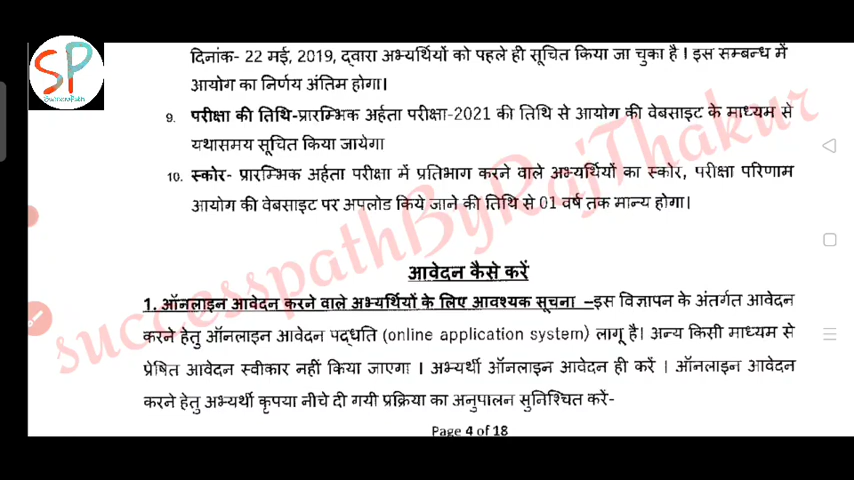 SP
SuccessPath
दिनांक- 22 मई, 2019, द्वारा अभ्यर्थियों को पहले ही सूचित किया जा चुका है। इस सम्बन्ध में
आयोग का निर्णय अंतिम होगा।
9. परीक्षा की तिथि-प्रारम्भिक अर्हता परीक्षा-2021 की तिथि से आयोग की वेबसाइट के माध्यम से
यथासमय सूचित किया जायेगा
10. स्कोर- प्रारम्भिक अर्हता परीक्षा में प्रतिभाग करने वाले अभ्यर्थियों का स्कोर, परीक्षा परिणाम
आयोग की वेबसाइट पर अपलोड किये जाने की तिथि से 01 वर्ष तक मान्य होगा।
successpathByRajThakur
आवेदन कैसे करें
1. ऑनलाइन आवेदन करने वाले अभ्यर्थियों के लिए आवश्यक सूचना –इस विज्ञापन के अंतर्गत आवेदन
करने हेतु ऑनलाइन आवेदन पद्धति (online application system) लागू है। अन्य किसी माध्यम से
प्रेषित आवेदन स्वीकार नहीं किया जाएगा । अभ्यर्थी ऑनलाइन आवेदन ही करें । ऑनलाइन आवेदन
करने हेतु अभ्यर्थी कृपया नीचे दी गयी प्रक्रिया का अनुपालन सुनिश्चित करें-
Page 4 of 18